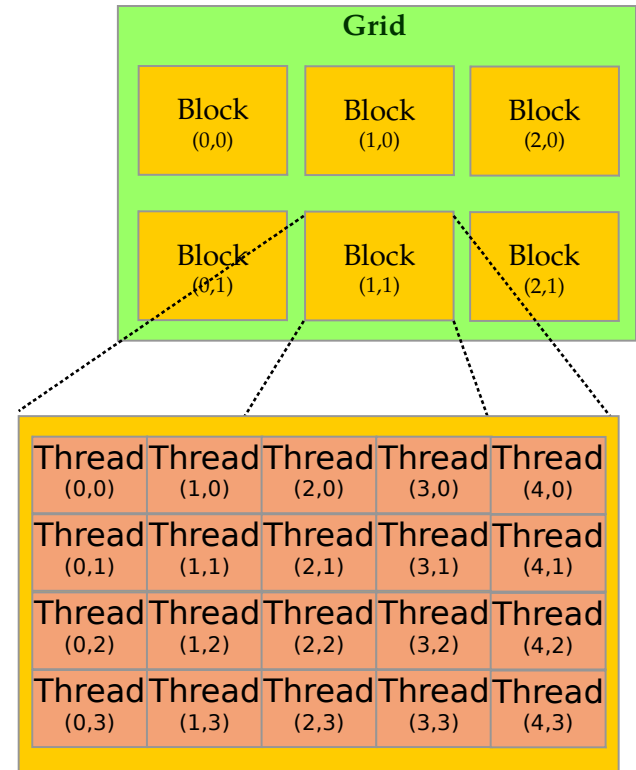 Grid
Block Block Block
(0,0) (1,0) (2,0)
Block Block Block
(0,1) (1,1) (2,1)
Thread Thread Thread Thread Thread
(0,0) (1,0) (2,0) (3,0) (4,0)
Thread Thread Thread Thread Thread
(0,1) (1,1) (2,1) (3,1) (4,1)
Thread Thread Thread Thread Thread
(0,2) (1,2) (2,2) (3,2) (4,2)
Thread Thread Thread Thread Thread
(0,3) (1,3) (2,3) (3,3) (4,3)